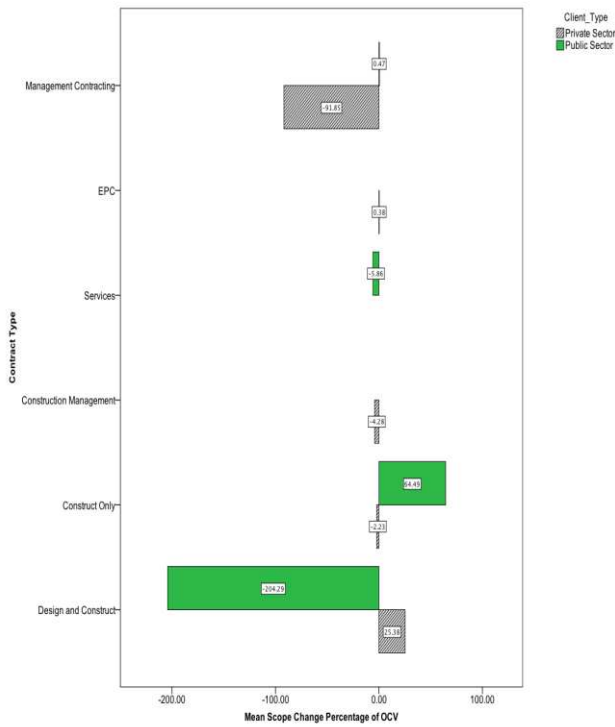 Client_Type
Private Sector
Public Sector
Management Contracting
0.47
-91.85
EPC
0.38
Services
-5.86
Construction Management
-4.28
Construct Only
64.49
-2.23
Design and Construct
-204.29
25.38
Contract Type
-200.00 -100.00 0.00 100.00
Mean Scope Change Percentage of OCV